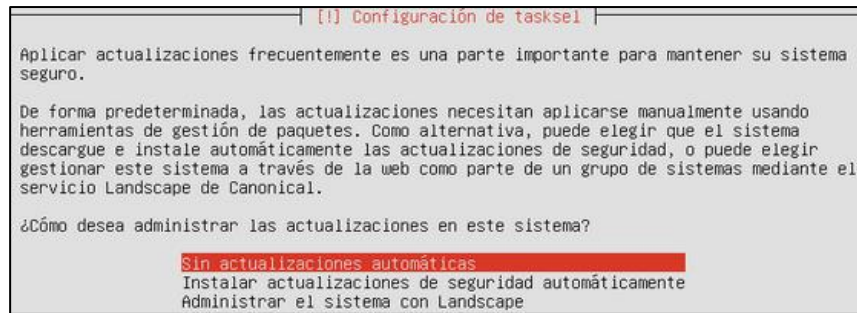 [!] Configuración de tasksel
Aplicar actualizaciones frecuentemente es una parte importante para mantener su sistema
seguro.
De forma predeterminada, las actualizaciones necesitan aplicarse manualmente usando
herramientas de gestión de paquetes. Como alternativa, puede elegir que el sistema
descargue e instale automáticamente las actualizaciones de seguridad, o puede elegir
gestionar este sistema a través de la web como parte de un grupo de sistemas mediante el
servicio Landscape de Canonical.
¿Cómo desea administrar las actualizaciones en este sistema?
Sin actualizaciones automáticas
Instalar actualizaciones de seguridad automáticamente
Administrar el sistema con Landscape